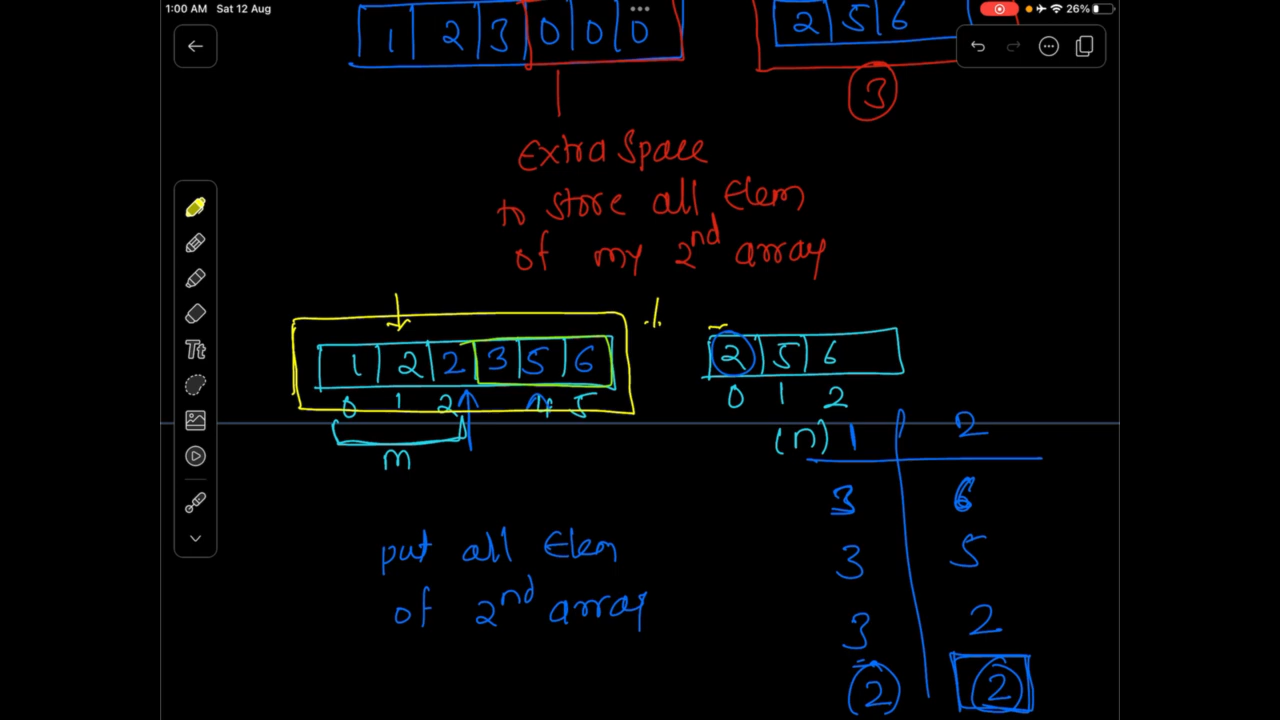 1:00 AM Sat 12 Aug
26%
1 2 3 0 0 0
2 5 6
3
Extra Space
to store all Elem
of my 2nd array
1 2 2 3 5 6
2 5 6
0 1 2 4 5
0 1 2
m
(n)
1 2
3 6
3 5
3 2
2 2
put all Elem
of 2nd array
Tt